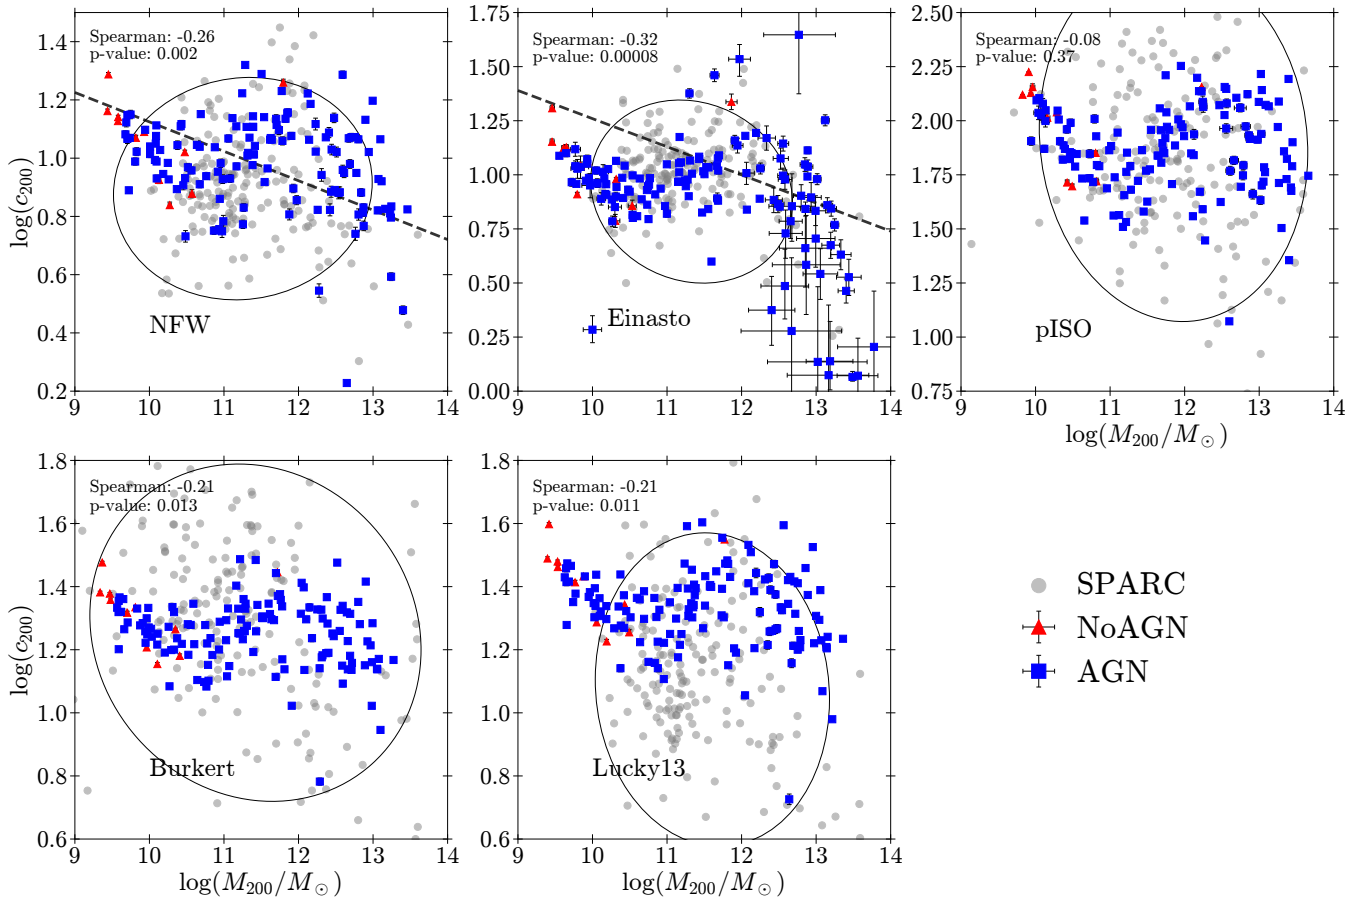 Spearman: -0.26
p-value: 0.002
NFW
log(c200)
1.4
1.2
1.0
0.8
0.6
0.4
0.2
9 10 11 12 13 14
Spearman: -0.32
p-value: 0.00008
Einasto
1.75
1.50
1.25
1.00
0.75
0.50
0.25
0.00
9 10 11 12 13 14
Spearman: -0.08
p-value: 0.37
pISO
2.50
2.25
2.00
1.75
1.50
1.25
1.00
0.75
9 10 11 12 13 14
log(M200/M⊙)
Spearman: -0.21
p-value: 0.013
Burkert
log(c200)
1.8
1.6
1.4
1.2
1.0
0.8
0.6
9 10 11 12 13 14
log(M200/M⊙)
Spearman: -0.21
p-value: 0.011
Lucky13
1.8
1.6
1.4
1.2
1.0
0.8
0.6
9 10 11 12 13 14
log(M200/M⊙)
SPARC
NoAGN
AGN